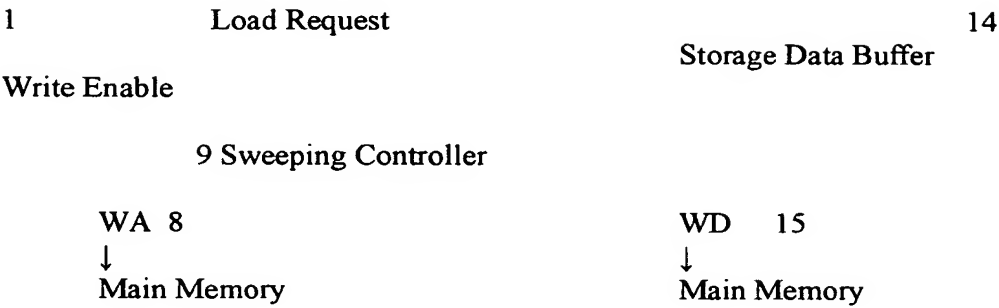 1 Load Request 14
Storage Data Buffer
Write Enable
9 Sweeping Controller
WA 8 WD 15
↓ ↓
Main Memory Main Memory